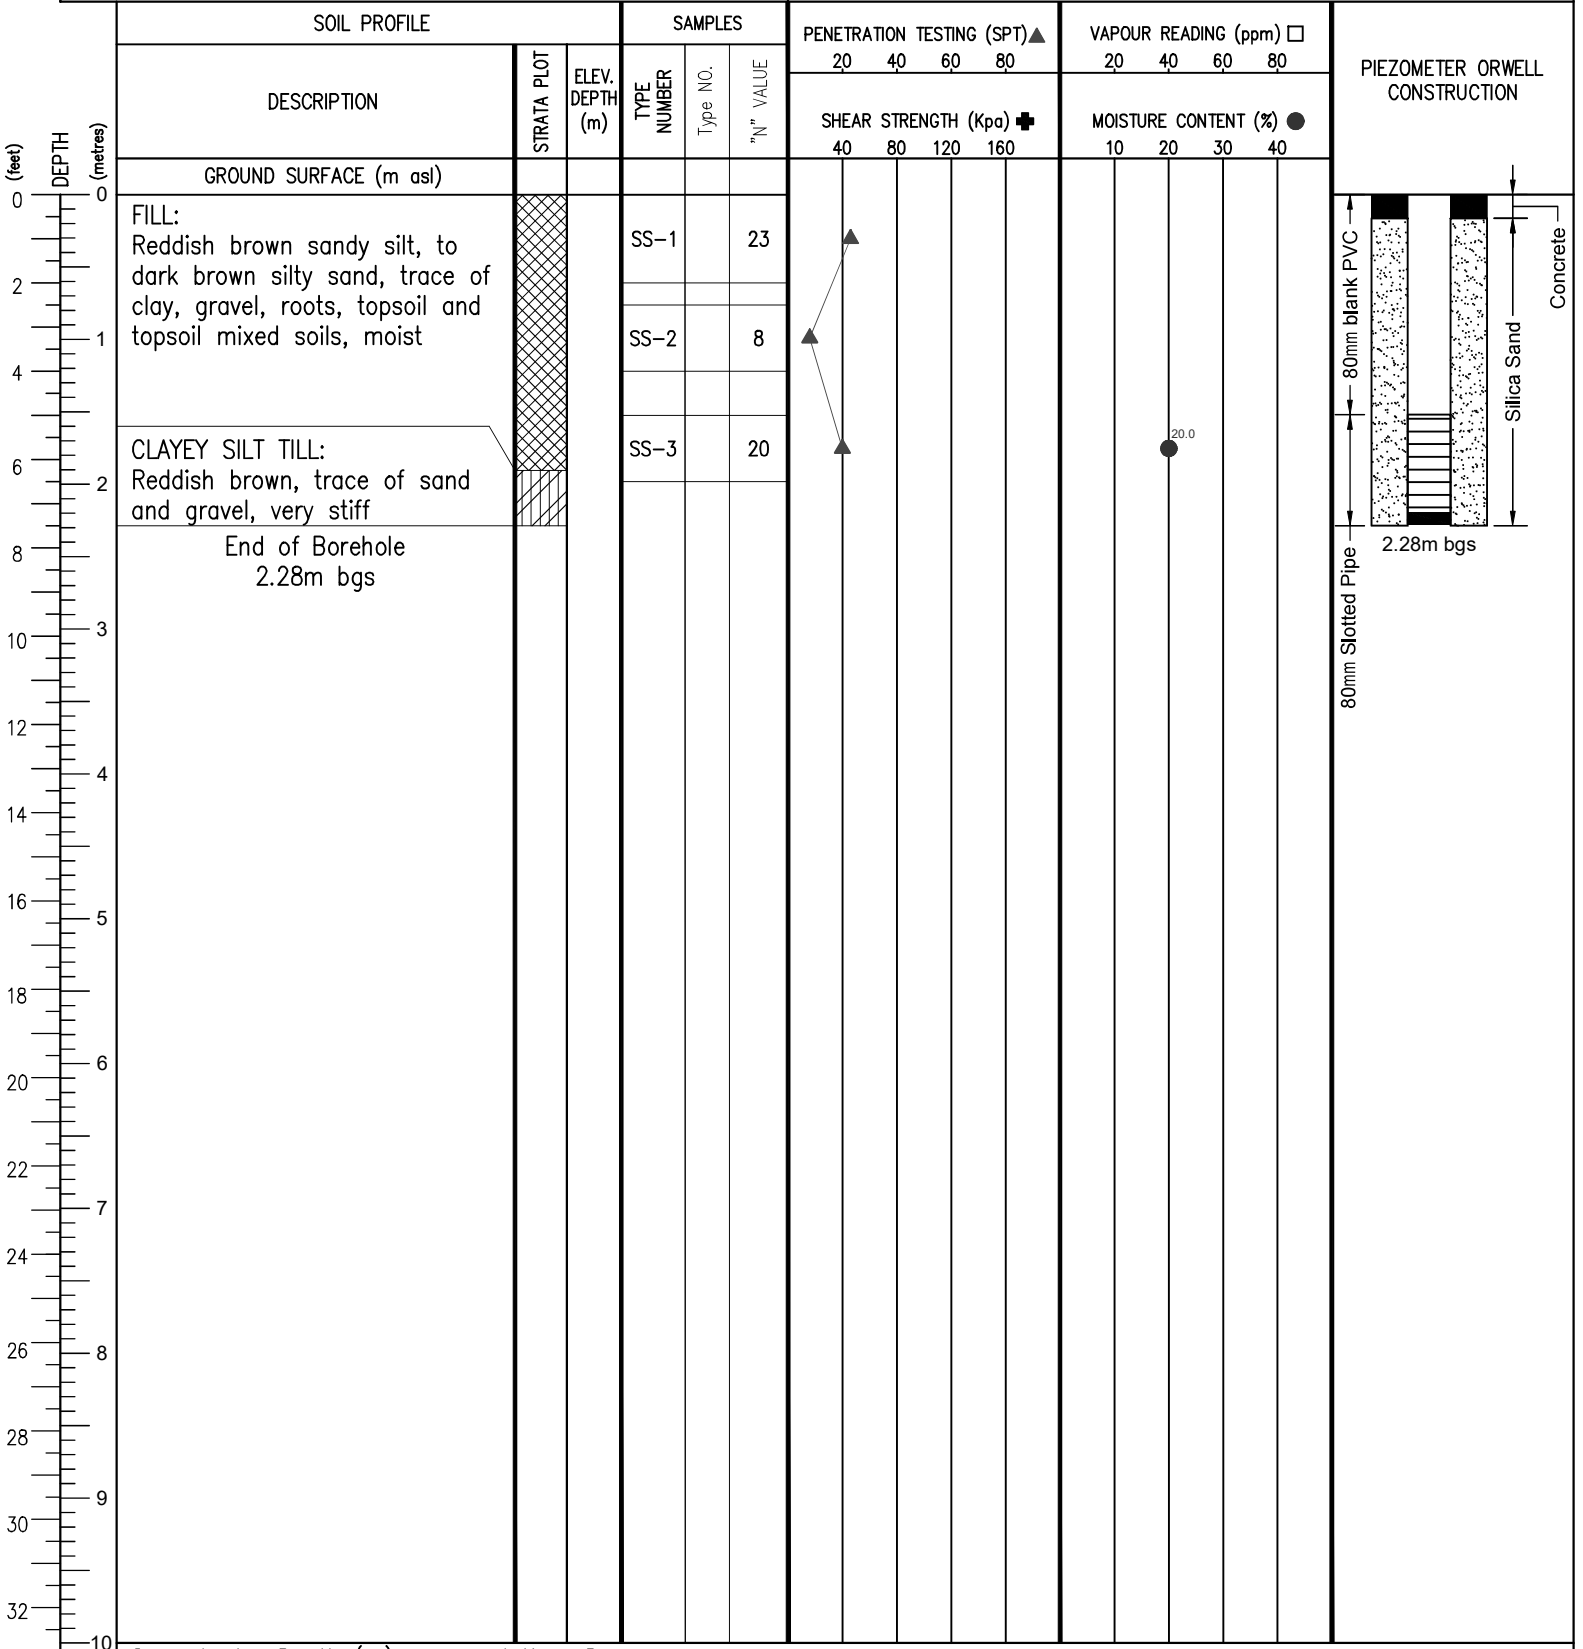 SOIL PROFILE
SAMPLES
PENETRATION TESTING (SPT)
20 40 60 80
SHEAR STRENGTH (Kpa)
40 80 120 160
VAPOUR READING (ppm)
20 40 60 80
MOISTURE CONTENT (%)
10 20 30 40
PIEZOMETER ORWELL
CONSTRUCTION
DESCRIPTION
STRATA PLOT
ELEV.
DEPTH
(m)
TYPE
NUMBER
Type NO.
"N" VALUE
(feet)
DEPTH
(metres)
GROUND SURFACE (m asl)
FILL:
Reddish brown sandy silt, to
dark brown silty sand, trace of
clay, gravel, roots, topsoil and
topsoil mixed soils, moist
CLAYEY SILT TILL:
Reddish brown, trace of sand
and gravel, very stiff
End of Borehole
2.28m bgs
SS-1 23
SS-2 8
SS-3 20
20.0
80mm blank PVC
80mm Slotted Pipe
Silica Sand
Concrete
2.28m bgs
0
2
4
6
8
10
12
14
16
18
20
22
24
26
28
30
32
0
1
2
3
4
5
6
7
8
9
10